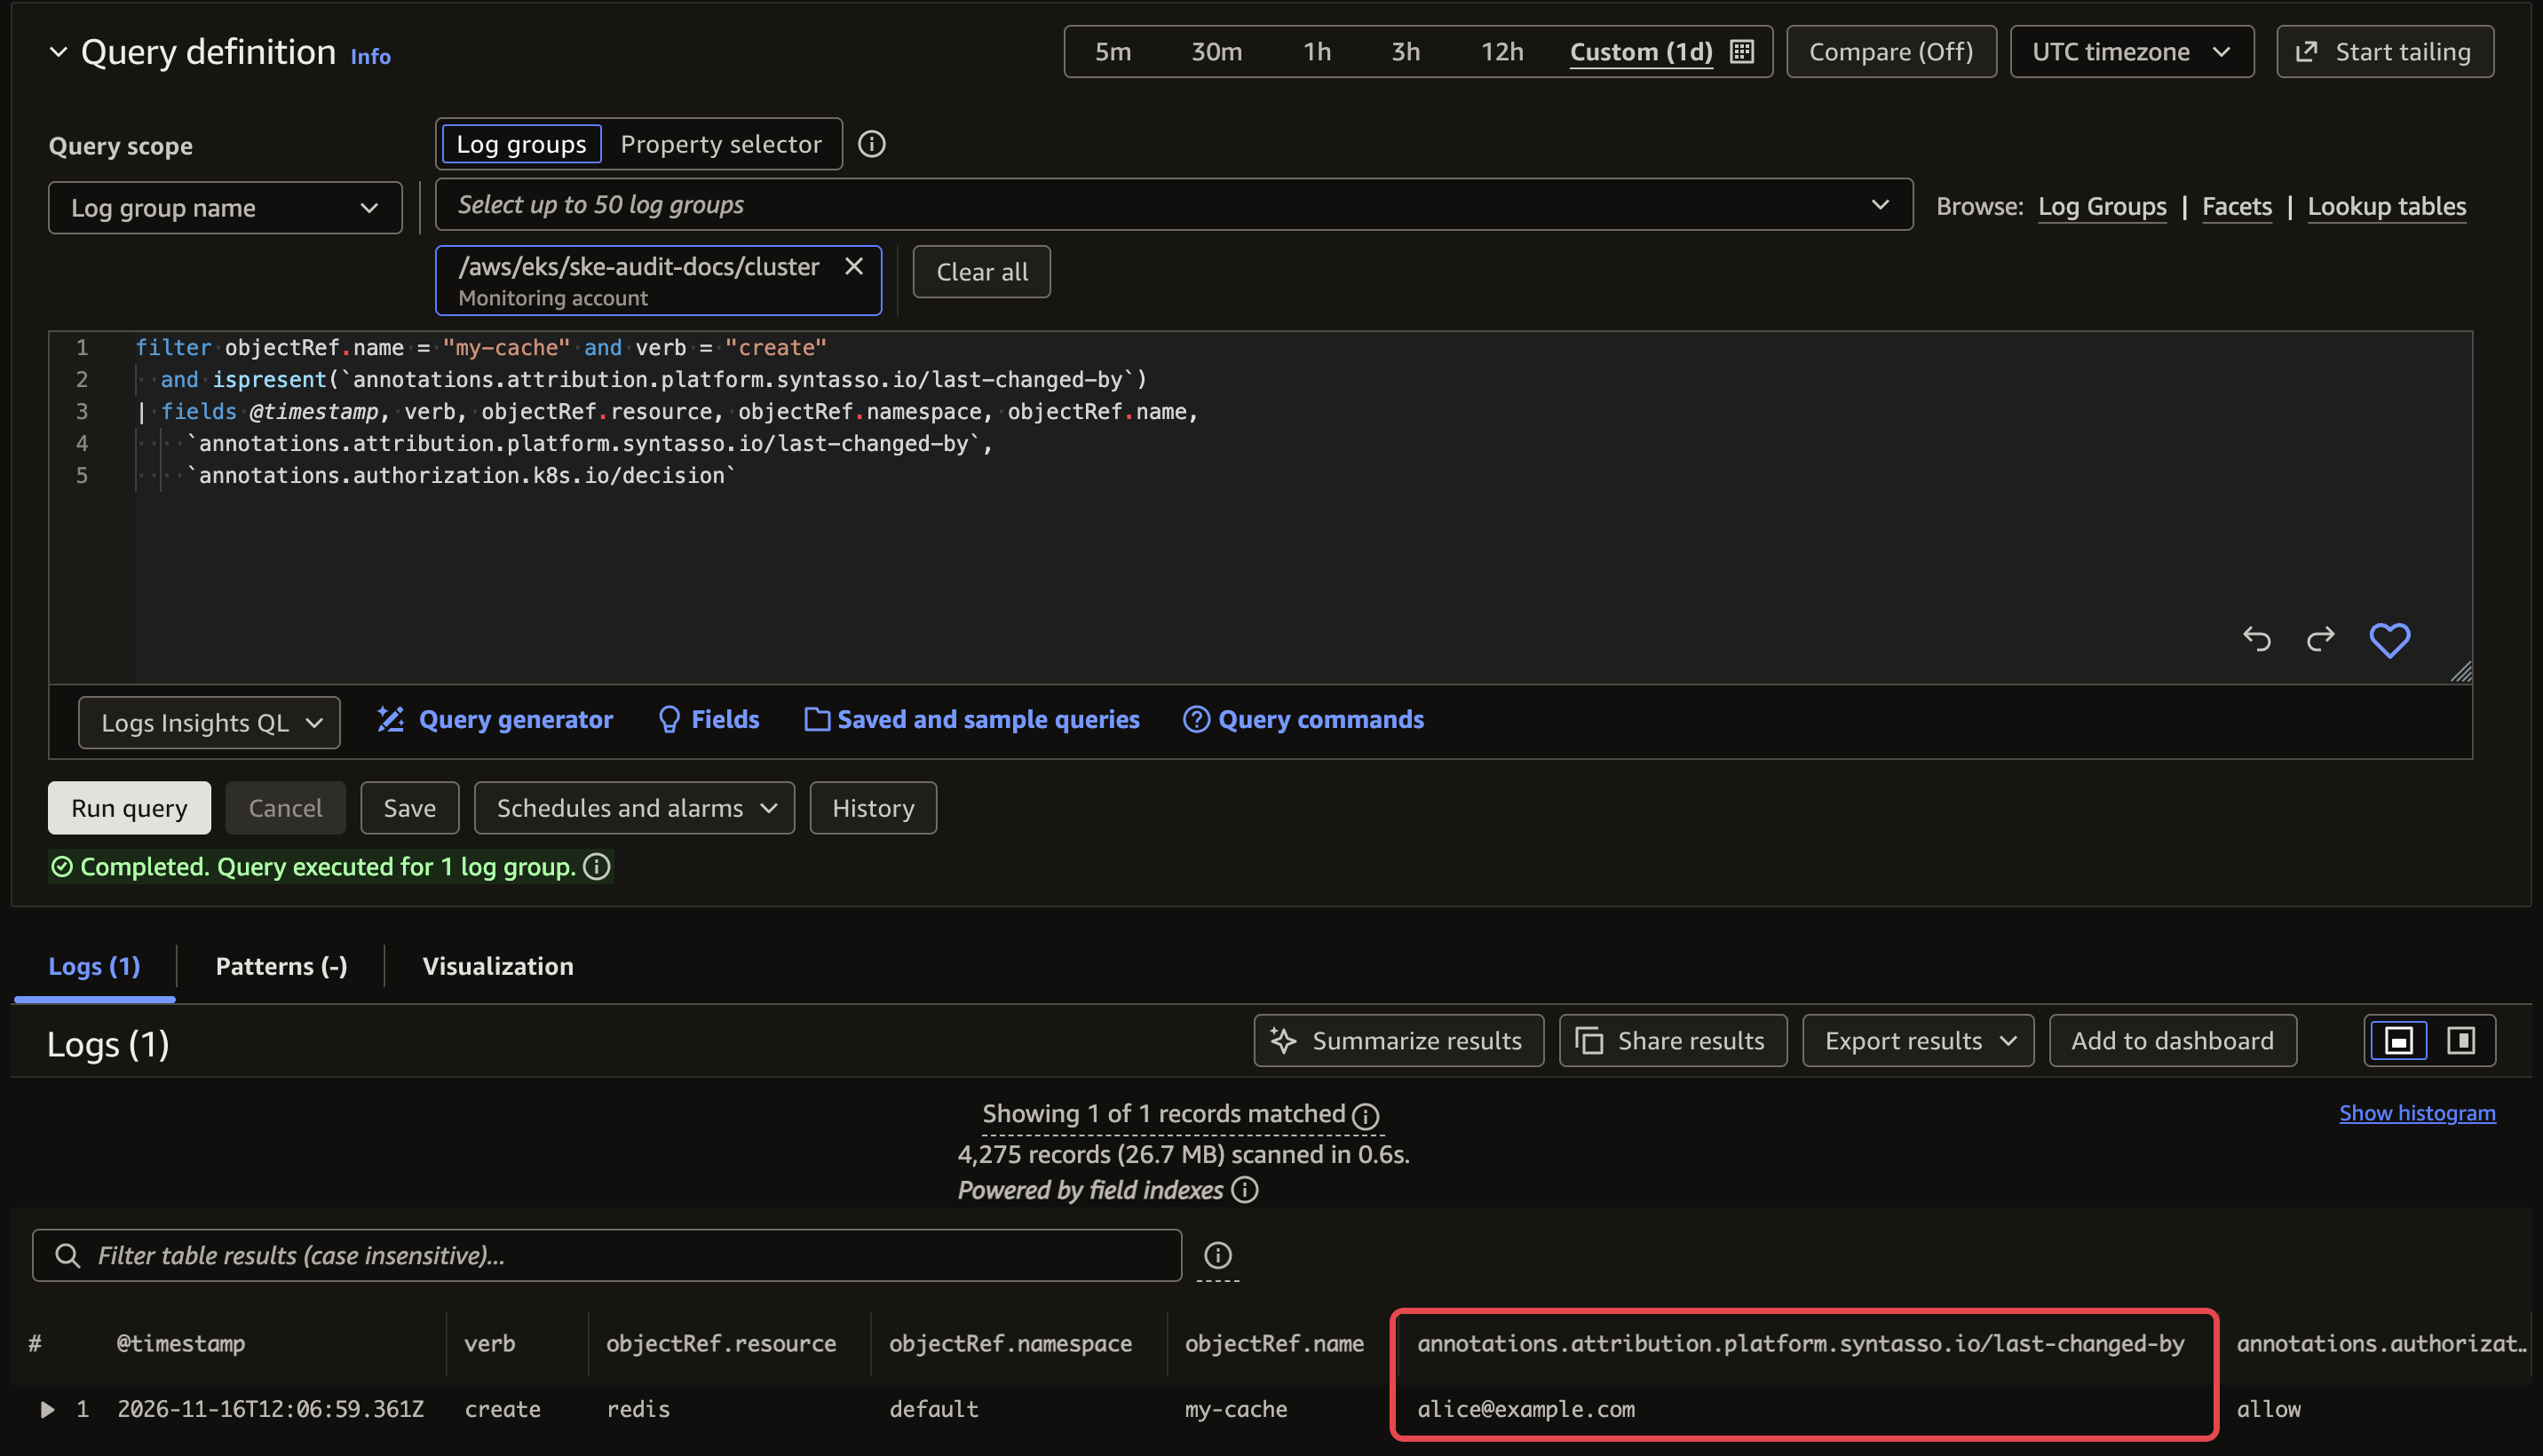 Query definition Info
5m 30m 1h 3h 12h Custom (1d) Compare (Off) UTC timezone Start tailing
Query scope
Log groups Property selector
Log group name
Select up to 50 log groups
Browse: Log Groups | Facets | Lookup tables
/aws/eks/ske-audit-docs/cluster
Monitoring account
Clear all
1 filter objectRef.name = "my-cache" and verb = "create"
2 and ispresent(`annotations.attribution.platform.syntasso.io/last-changed-by`)
3 | fields @timestamp, verb, objectRef.resource, objectRef.namespace, objectRef.name,
4 `annotations.attribution.platform.syntasso.io/last-changed-by`,
5 `annotations.authorization.k8s.io/decision`
Logs Insights QL Query generator Fields Saved and sample queries Query commands
Run query Cancel Save Schedules and alarms History
Completed. Query executed for 1 log group.
Logs (1) Patterns (-) Visualization
Logs (1)
Summarize results Share results Export results Add to dashboard
Showing 1 of 1 records matched
Show histogram
4,275 records (26.7 MB) scanned in 0.6s.
Powered by field indexes
Filter table results (case insensitive)...
# @timestamp verb objectRef.resource objectRef.namespace objectRef.name annotations.attribution.platform.syntasso.io/last-changed-by annotations.authorizat…
1 2026-11-16T12:06:59.361Z create redis default my-cache alice@example.com allow